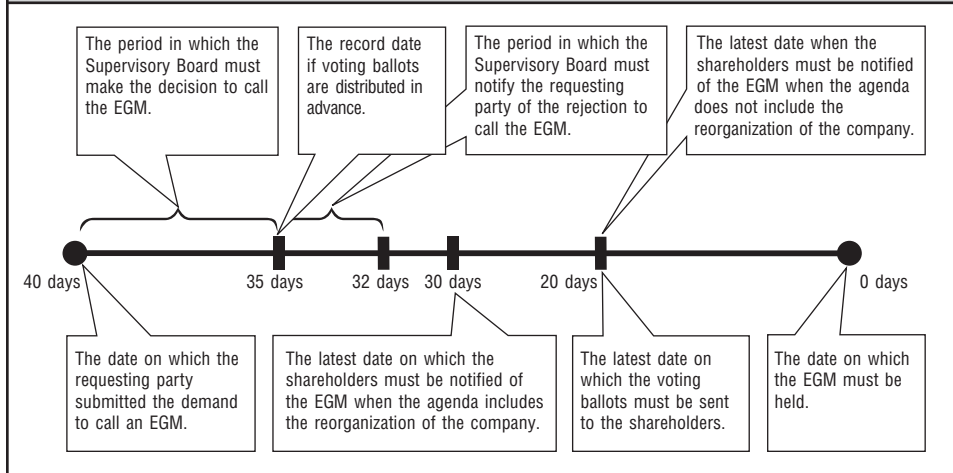 The period in which the
Supervisory Board must
make the decision to call
the EGM.
The record date
if voting ballots
are distributed in
advance.
The period in which the
Supervisory Board must
notify the requesting
party of the rejection to
call the EGM.
The latest date when the
shareholders must be notified
of the EGM when the agenda
does not include the
reorganization of the company.
40 days
35 days
32 days
30 days
20 days
0 days
The date on which the
requesting party
submitted the demand
to call an EGM.
The latest date on which the
shareholders must be notified of
the EGM when the agenda includes
the reorganization of the company.
The latest date on
which the voting
ballots must be sent
to the shareholders.
The date on which
the EGM must be
held.